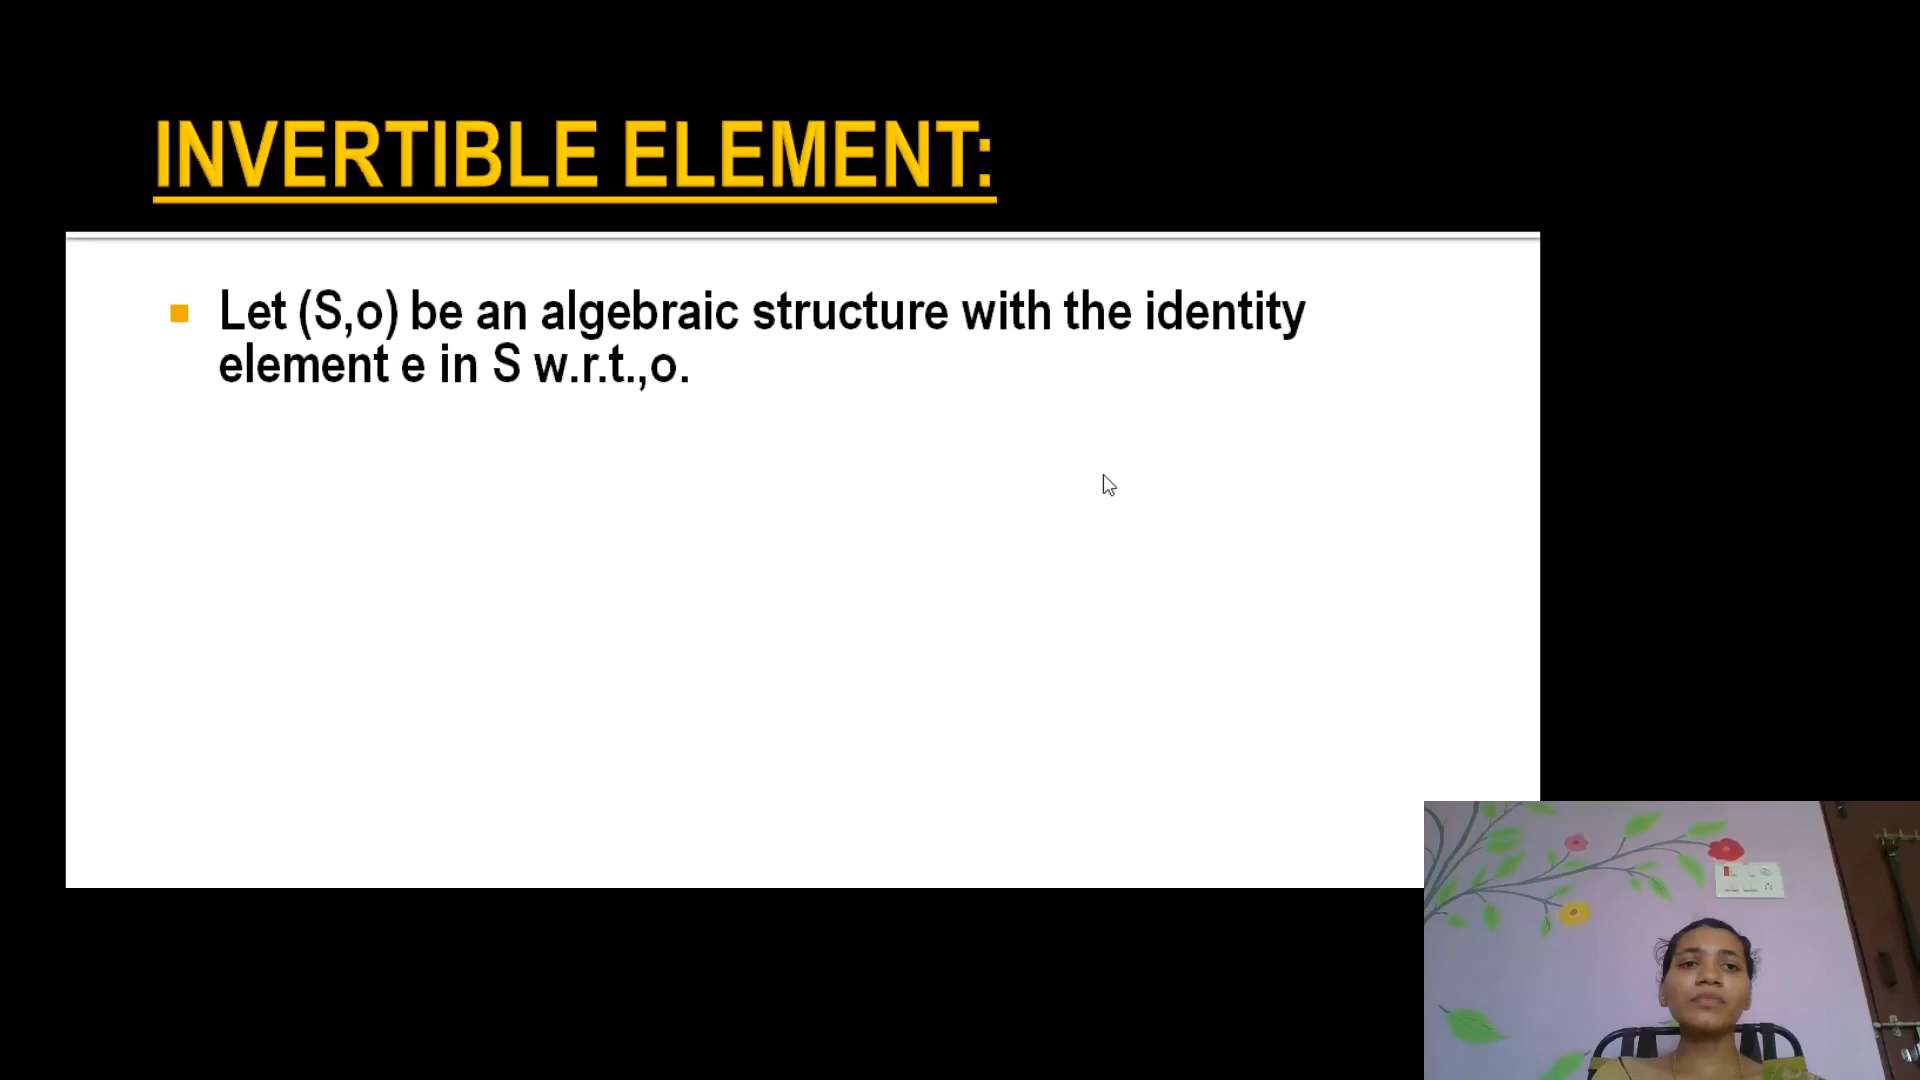 INVERTIBLE ELEMENT:
Let (S,o) be an algebraic structure with the identity
element e in S w.r.t.,o.